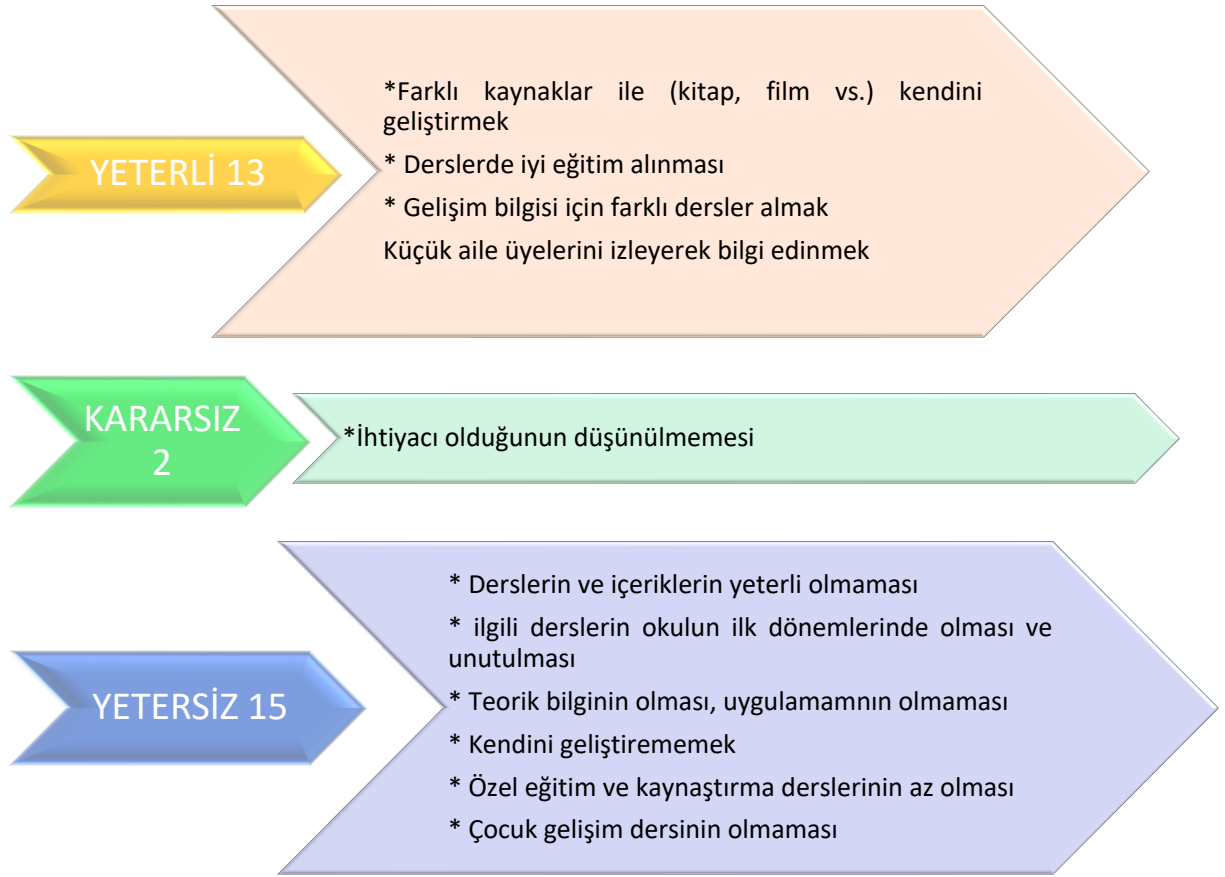 YETERLİ 13
*Farklı kaynaklar ile (kitap, film vs.) kendini
geliştirmek
* Derslerde iyi eğitim alınması
* Gelişim bilgisi için farklı dersler almak
Küçük aile üyelerini izleyerek bilgi edinmek
KARARSIZ
2
*İhtiyacı olduğunun düşünülmemesi
YETERSİZ 15
* Derslerin ve içeriklerin yeterli olmaması
* ilgili derslerin okulun ilk dönemlerinde olması ve
unutulması
* Teorik bilginin olması, uygulamamnın olmaması
* Kendini geliştirememek
* Özel eğitim ve kaynaştırma derslerinin az olması
* Çocuk gelişim dersinin olmaması